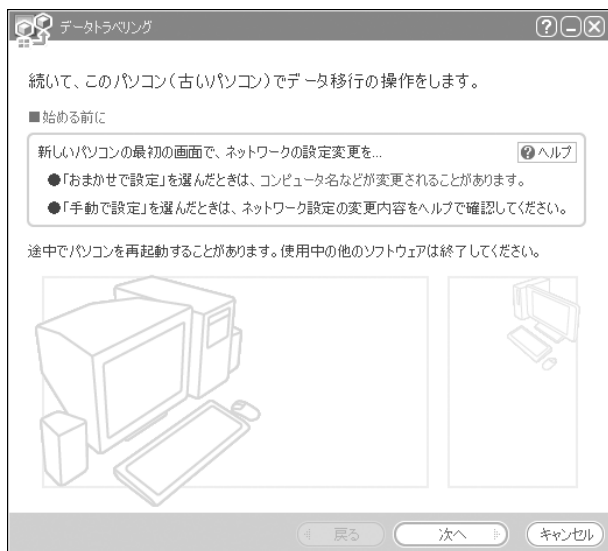 データトラベリング
続いて、このパソコン(古いパソコン)でデータ移行の操作をします。
■始める前に
新しいパソコンの最初の画面で、ネットワークの設定変更を...
ヘルプ
●「おまかせで設定」を選んだときは、コンピュータ名などが変更されることがあります。
●「手動で設定」を選んだときは、ネットワーク設定の変更内容をヘルプで確認してください。
途中でパソコンを再起動することがあります。使用中の他のソフトウェアは終了してください。
戻る
次へ
キャンセル